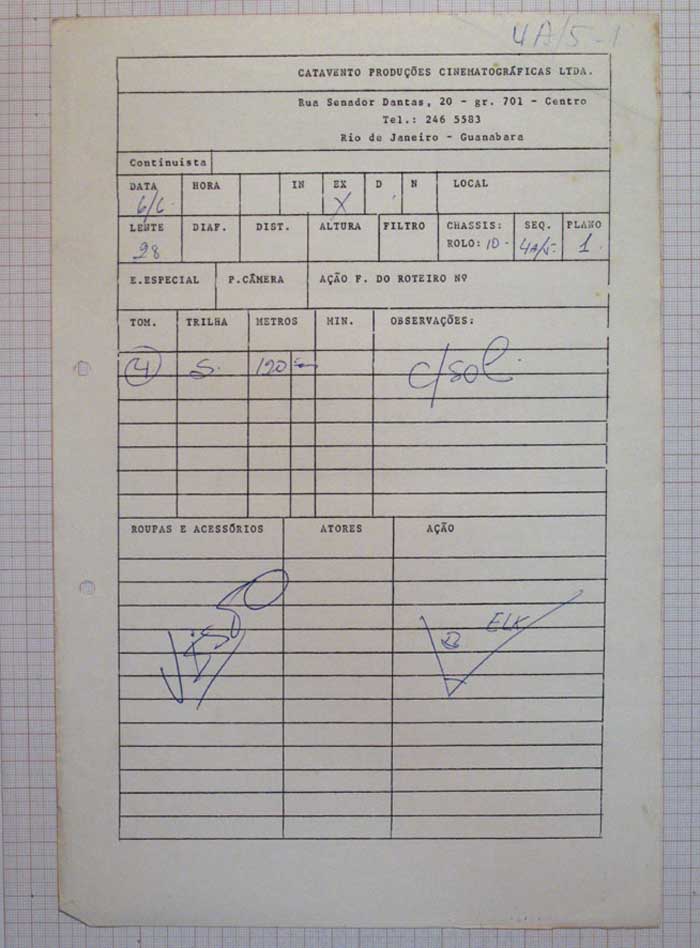 4A/5-1
CATAVENTO PRODUÇÕES CINEMATOGRÁFICAS LTDA.
Rua Senador Dantas, 20 - gr. 701 - Centro
Tel.: 246 5583
Rio de Janeiro - Guanabara
Continuista
DATA HORA IN EX D N LOCAL
6/6 X
LENTE DIAF. DIST. ALTURA FILTRO CHASSIS: SEQ. PLANO
28 ROLO: 10 - 4A/5 1
E.ESPECIAL P.CÂMERA AÇÃO F. DO ROTEIRO Nº
TOM. TRILHA METROS MIN. OBSERVAÇÕES:
4 S. 120 c/sol
ROUPAS E ACESSÓRIOS ATORES AÇÃO
ELK